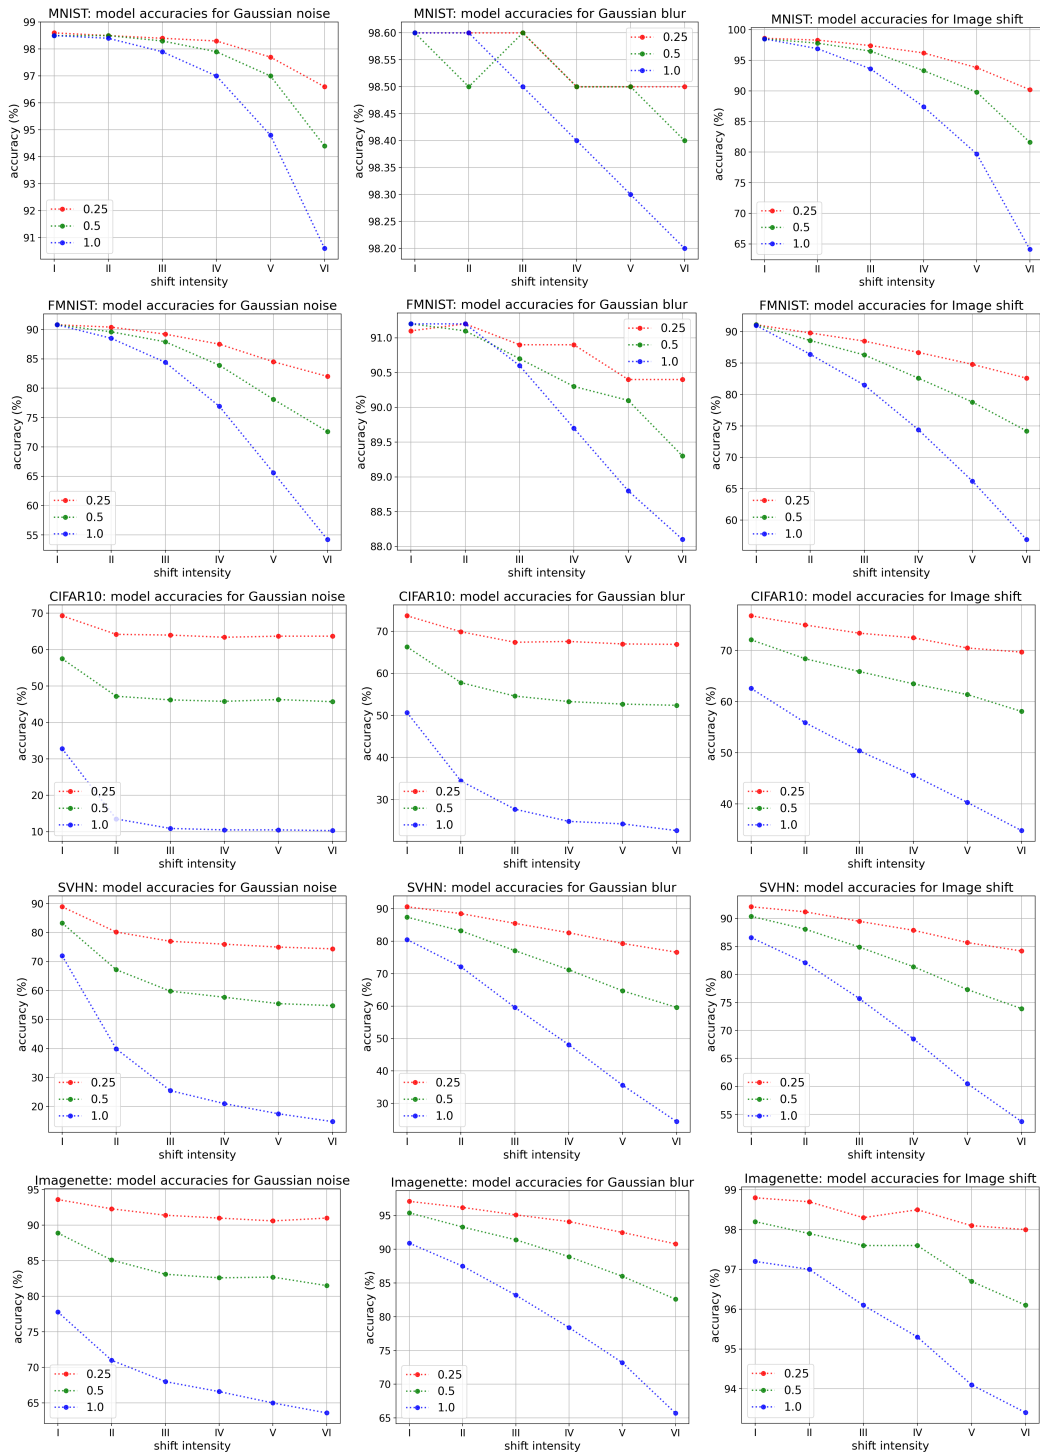 MNIST: model accuracies for Gaussian noise
99
98
97
96
95
94
93
92
91
accuracy (%)
0.25
0.5
1.0
I II III IV V VI
shift intensity
MNIST: model accuracies for Gaussian blur
98.60
98.55
98.50
98.45
98.40
98.35
98.30
98.25
98.20
accuracy (%)
0.25
0.5
1.0
I II III IV V VI
shift intensity
MNIST: model accuracies for Image shift
100
95
90
85
80
75
70
65
accuracy (%)
0.25
0.5
1.0
I II III IV V VI
shift intensity
FMNIST: model accuracies for Gaussian noise
90
85
80
75
70
65
60
55
accuracy (%)
0.25
0.5
1.0
I II III IV V VI
shift intensity
FMNIST: model accuracies for Gaussian blur
91.0
90.5
90.0
89.5
89.0
88.5
88.0
accuracy (%)
0.25
0.5
1.0
I II III IV V VI
shift intensity
FMNIST: model accuracies for Image shift
90
85
80
75
70
65
60
accuracy (%)
0.25
0.5
1.0
I II III IV V VI
shift intensity
CIFAR10: model accuracies for Gaussian noise
70
60
50
40
30
20
10
accuracy (%)
0.25
0.5
1.0
I II III IV V VI
shift intensity
CIFAR10: model accuracies for Gaussian blur
70
60
50
40
30
accuracy (%)
0.25
0.5
1.0
I II III IV V VI
shift intensity
CIFAR10: model accuracies for Image shift
70
60
50
40
accuracy (%)
0.25
0.5
1.0
I II III IV V VI
shift intensity
SVHN: model accuracies for Gaussian noise
90
80
70
60
50
40
30
20
accuracy (%)
0.25
0.5
1.0
I II III IV V VI
shift intensity
SVHN: model accuracies for Gaussian blur
90
80
70
60
50
40
30
accuracy (%)
0.25
0.5
1.0
I II III IV V VI
shift intensity
SVHN: model accuracies for Image shift
90
85
80
75
70
65
60
55
accuracy (%)
0.25
0.5
1.0
I II III IV V VI
shift intensity
Imagenette: model accuracies for Gaussian noise
95
90
85
80
75
70
65
accuracy (%)
0.25
0.5
1.0
I II III IV V VI
shift intensity
Imagenette: model accuracies for Gaussian blur
95
90
85
80
75
70
65
accuracy (%)
0.25
0.5
1.0
I II III IV V VI
shift intensity
Imagenette: model accuracies for Image shift
99
98
97
96
95
94
accuracy (%)
0.25
0.5
1.0
I II III IV V VI
shift intensity